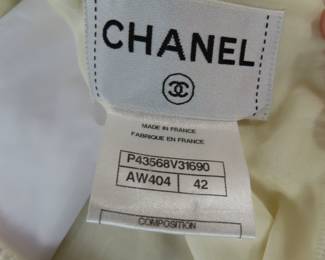 CHANEL
MADE IN FRANCE
FABRIQUE EN FRANCE
P43568V31690
AW404 42
COMPOSITION